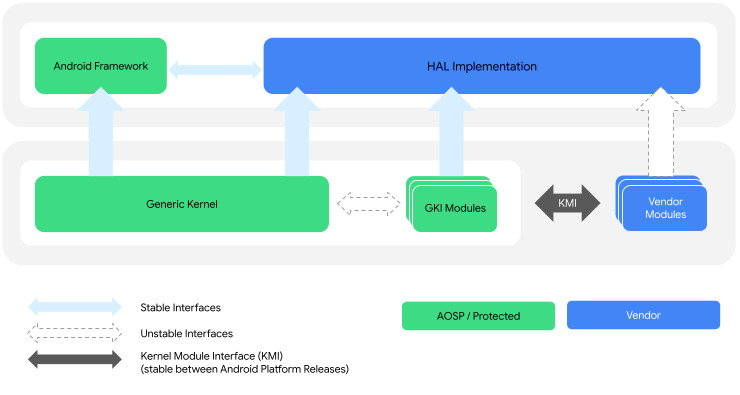 Android Framework
HAL Implementation
Generic Kernel
GKI Modules
KMI
Vendor
Modules
Stable Interfaces
Unstable Interfaces
Kernel Module Interface (KMI)
(stable between Android Platform Releases)
AOSP / Protected
Vendor